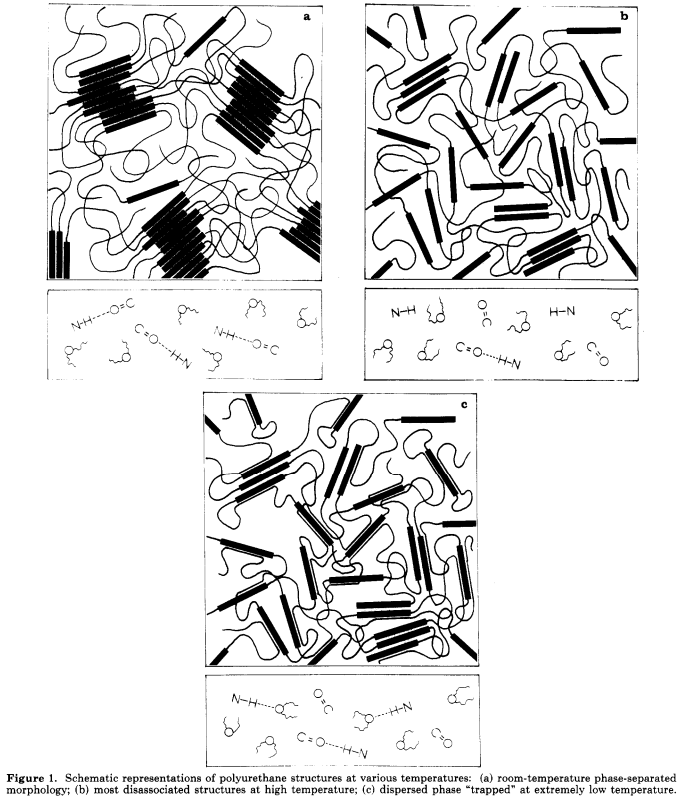 a
b
N-H-----O=C
C=O-----H-N
N-H-----O=C
O
O
O
O
O
O
N-H
O
O=C
O
H-N
O
O
O
C=O-----H-N
O
C=O
c
N-H-----O
O=C
O-----H-N
O
O
O
C=O-----H-N
O
C=O
Figure 1. Schematic representations of polyurethane structures at various temperatures: (a) room-temperature phase-separated
morphology; (b) most disassociated structures at high temperature; (c) dispersed phase “trapped” at extremely low temperature.